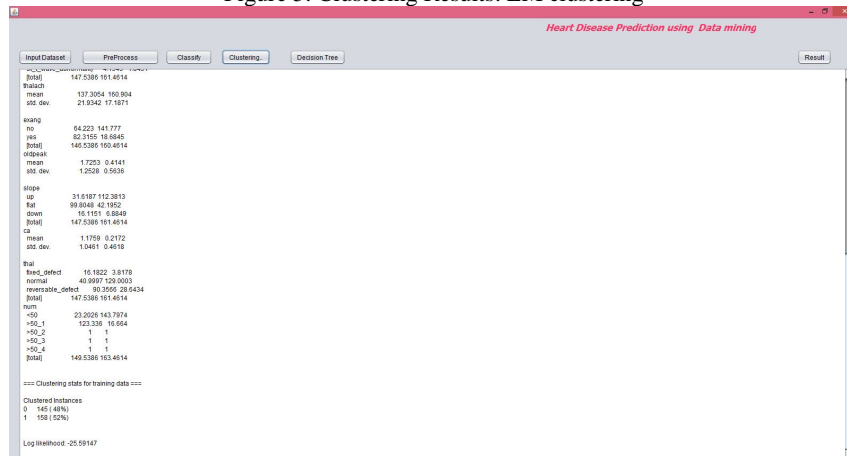 Figure 5: Clustering Results: EM clustering
Heart Disease Prediction using Data mining
Input Dataset PreProcess Classify Clustering.. Decision Tree Result
[total] 147.5386 161.4614
thalach
mean 137.3054 160.904
std. dev. 21.9342 17.1871
exang
no 64.223 141.777
yes 82.3155 18.6845
[total] 146.5386 160.4614
oldpeak
mean 1.7253 0.4141
std. dev. 1.2528 0.5636
slope
up 31.6187 112.3813
flat 99.8048 42.1952
down 16.1151 6.8849
[total] 147.5386 161.4614
ca
mean 1.1759 0.2172
std. dev. 1.0461 0.4618
thal
fixed_defect 16.1822 3.8178
normal 40.9997 129.0003
reversable_defect 90.3566 28.6434
[total] 147.5386 161.4614
num
<50 23.2026 143.7974
>50_1 123.336 16.664
>50_2 1 1
>50_3 1 1
>50_4 1 1
[total] 149.5386 163.4614
=== Clustering stats for training data ===
Clustered Instances
0 145 ( 48%)
1 158 ( 52%)
Log likelihood: -25.59147